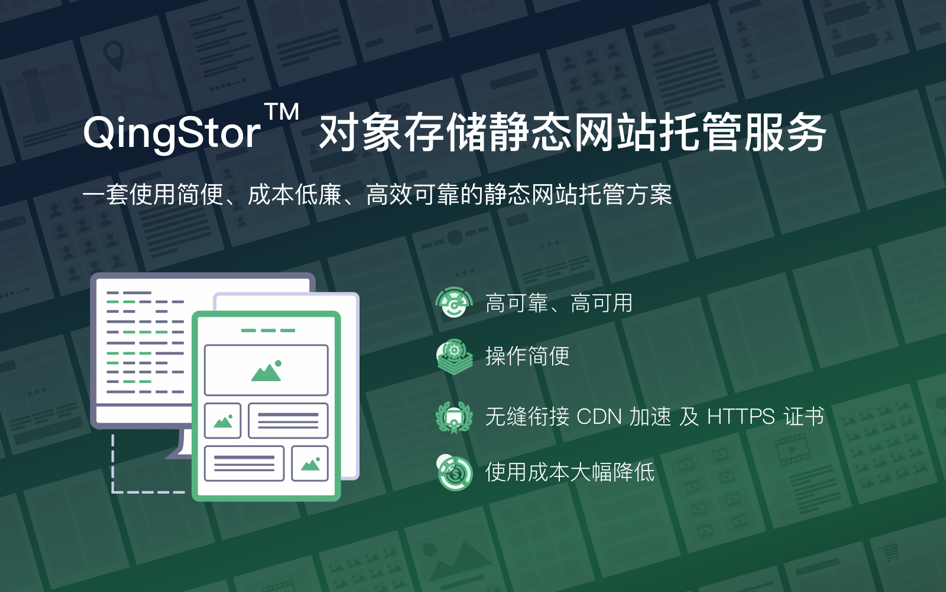 QingStor™ 对象存储静态网站托管服务
一套使用简便、成本低廉、高效可靠的静态网站托管方案
高可靠、高可用
操作简便
无缝衔接 CDN 加速 及 HTTPS 证书
使用成本大幅降低